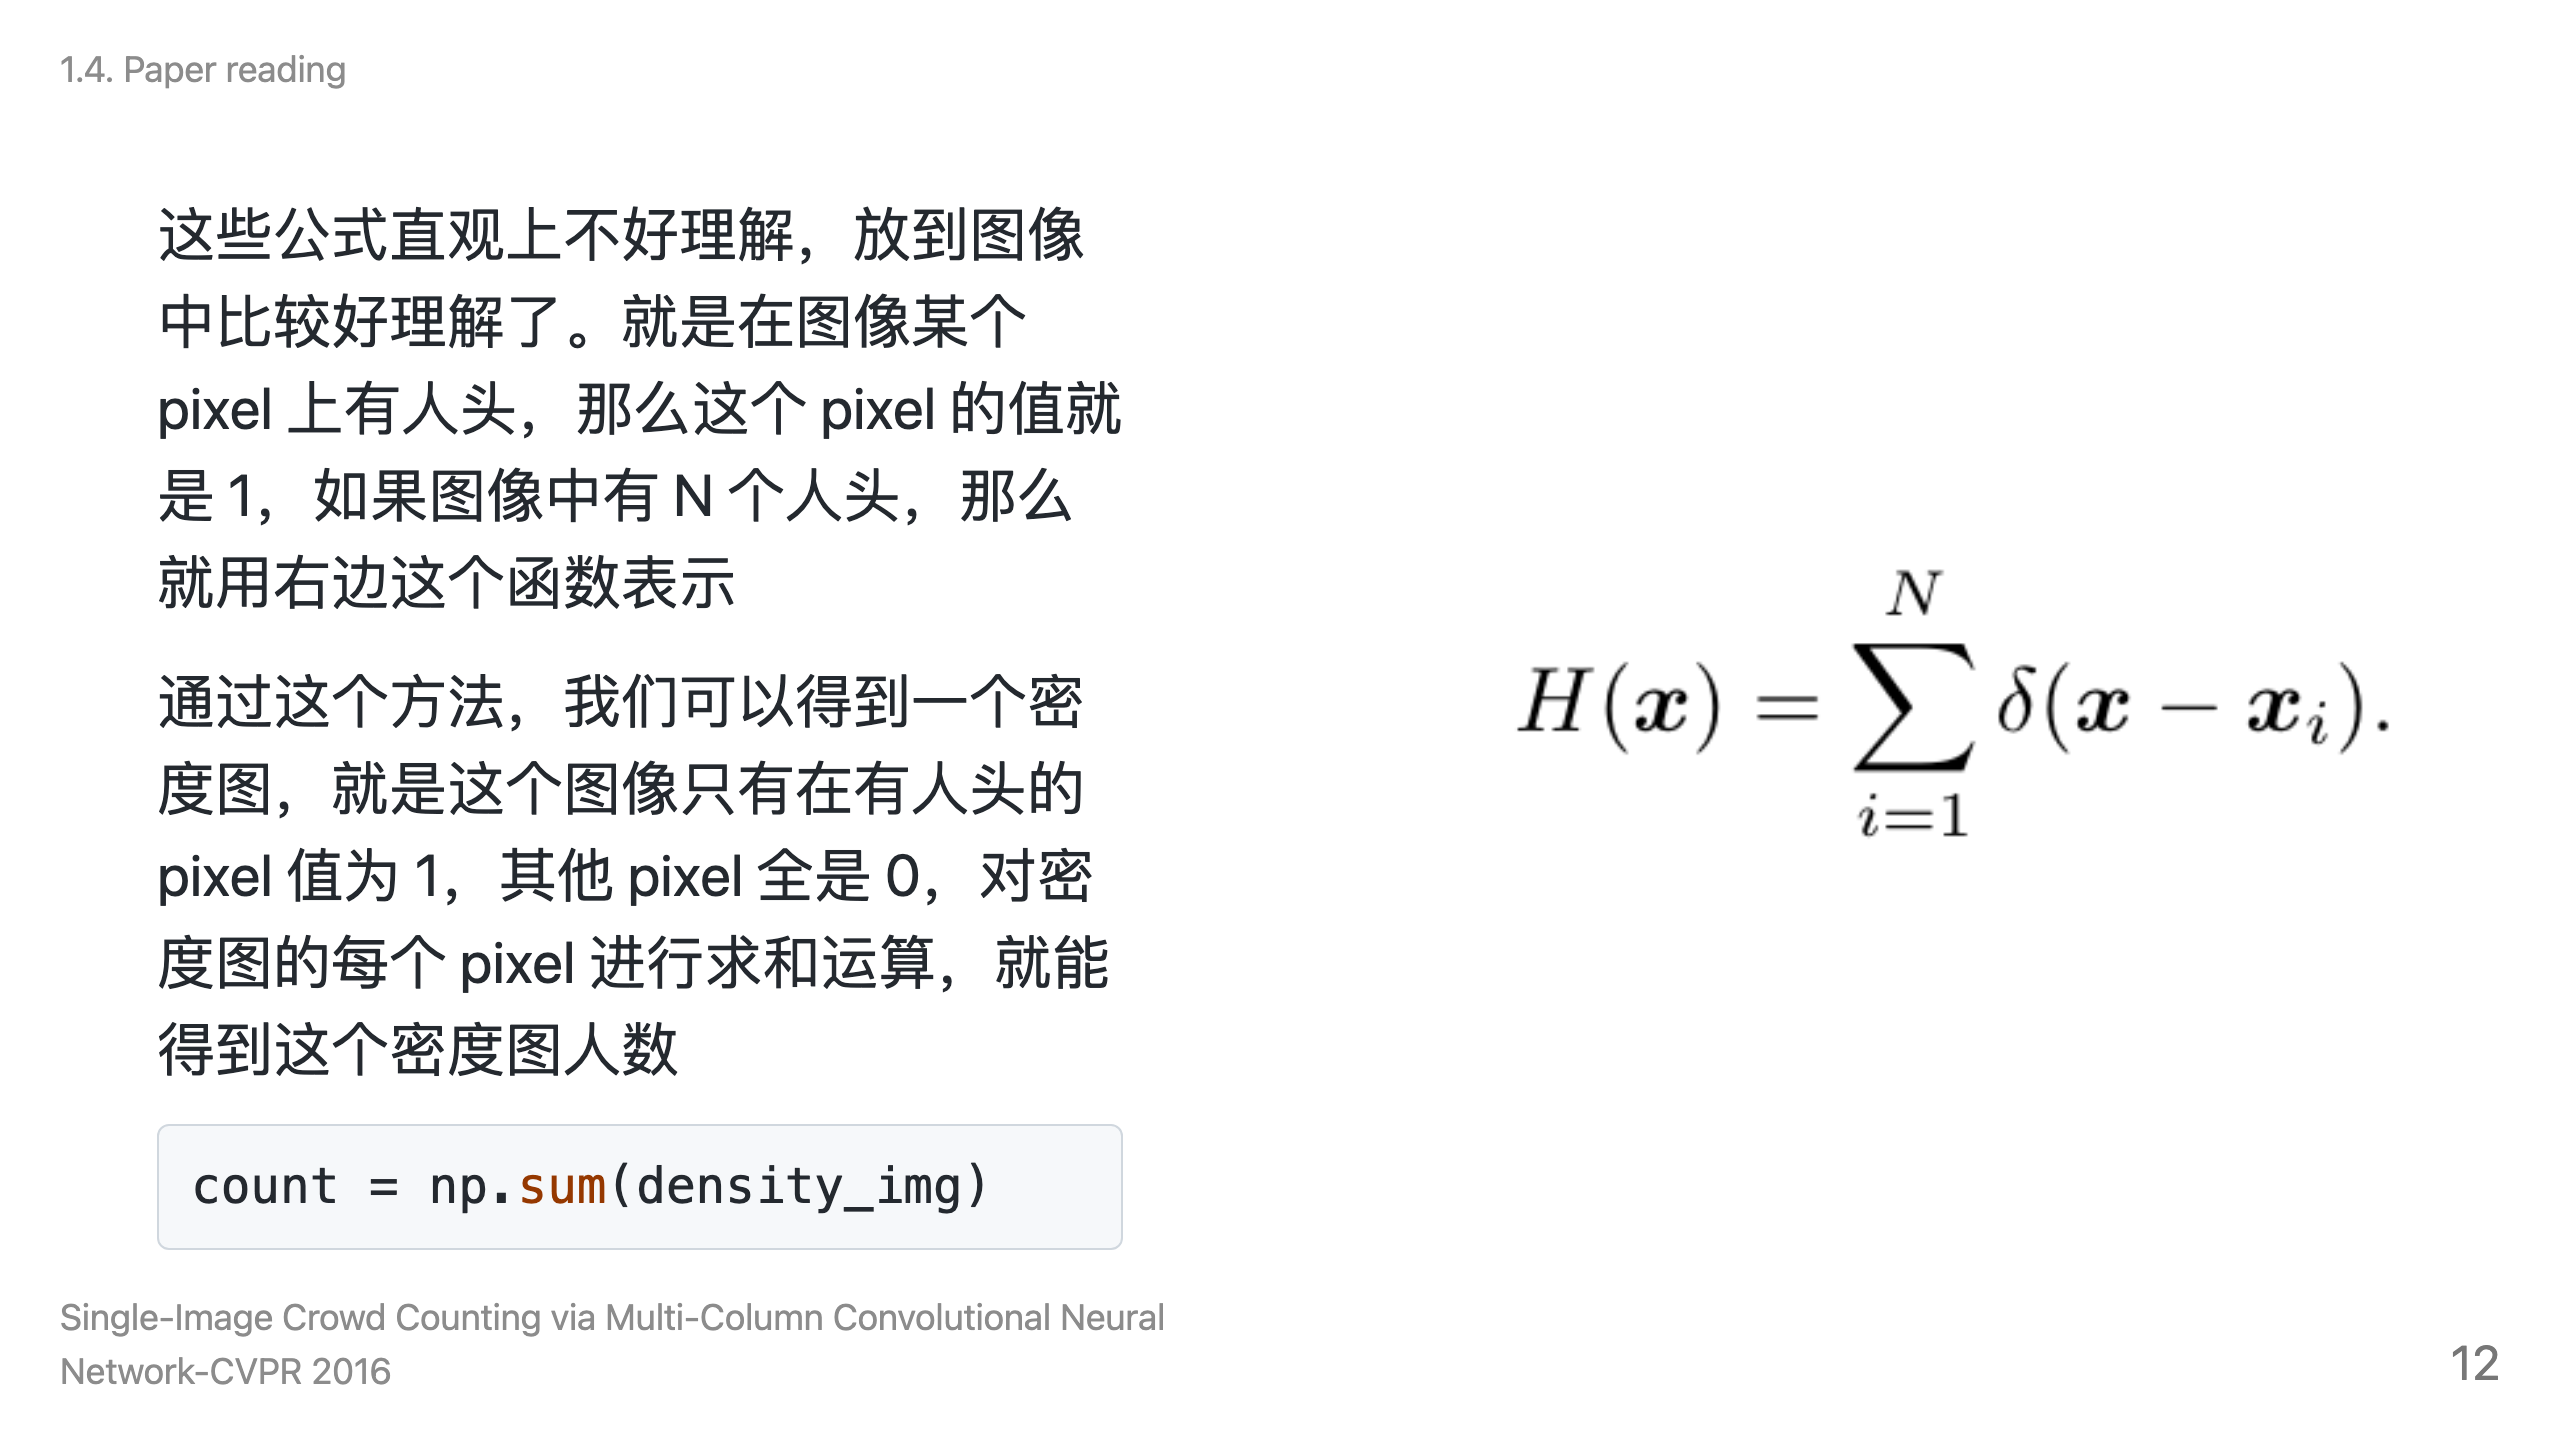 1.4. Paper reading
这些公式直观上不好理解，放到图像
中比较好理解了。就是在图像某个
pixel 上有人头，那么这个 pixel 的值就
是 1，如果图像中有 N 个人头，那么
就用右边这个函数表示
通过这个方法，我们可以得到一个密
度图，就是这个图像只有在有人头的
pixel 值为 1，其他 pixel 全是 0，对密
度图的每个 pixel 进行求和运算，就能
得到这个密度图人数
count = np.sum(density_img)
H(x) = ∑_{i=1}^{N} δ(x − x_i).
Single-Image Crowd Counting via Multi-Column Convolutional Neural
Network-CVPR 2016
12